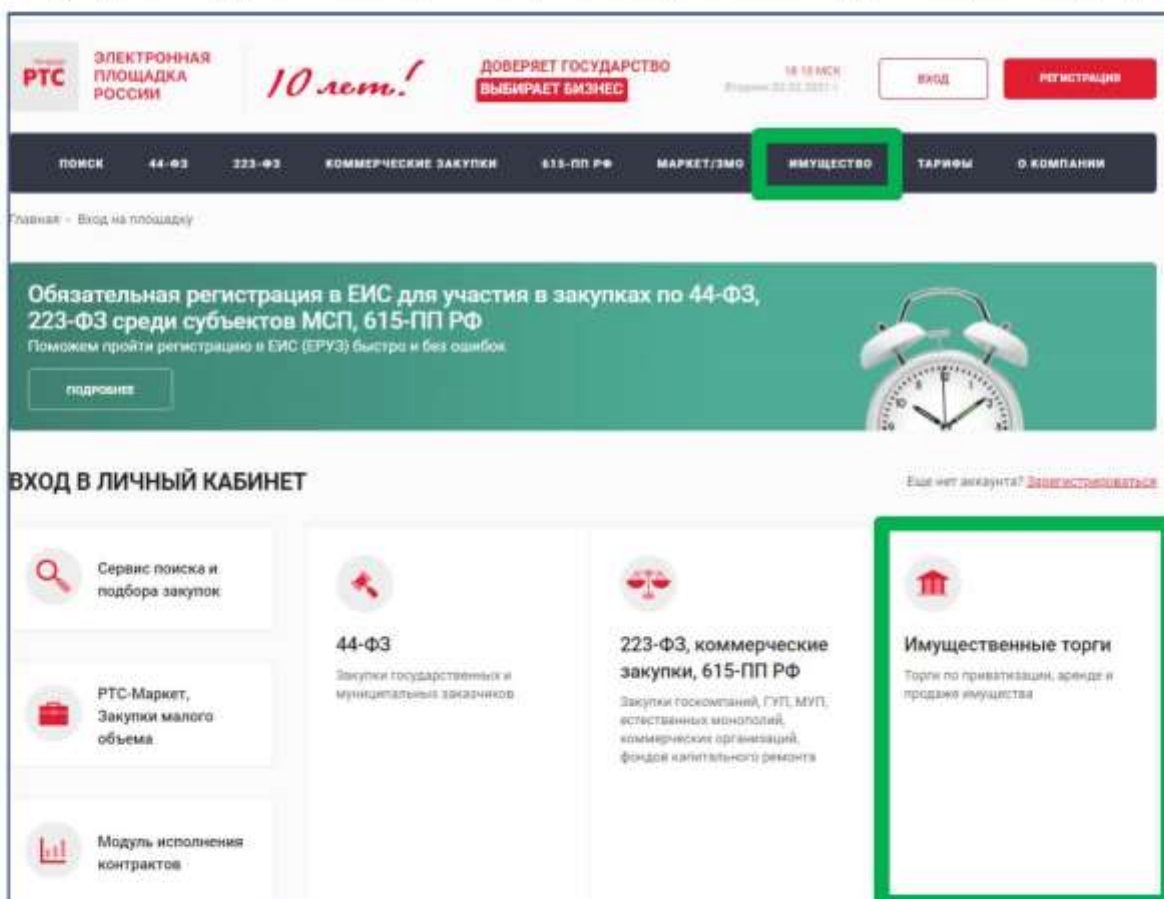 РТС
ЭЛЕКТРОННАЯ
ПЛОЩАДКА
РОССИИ
10 лет!
ДОВЕРЯЕТ ГОСУДАРСТВО
ВЫБИРАЕТ БИЗНЕС
МСК
ВХОД
РЕГИСТРАЦИЯ
ПОИСК 44-ФЗ 223-ФЗ КОММЕРЧЕСКИЕ ЗАКУПКИ 615-ПП РФ МАРКЕТ/ЗМО ИМУЩЕСТВО ТАРИФЫ О КОМПАНИИ
Главная - Вход на площадку
Обязательная регистрация в ЕИС для участия в закупках по 44-ФЗ,
223-ФЗ среди субъектов МСП, 615-ПП РФ
Поможем пройти регистрацию в ЕИС (ЕРУЗ) быстро и без ошибок
ПОДРОБНЕЕ
ВХОД В ЛИЧНЫЙ КАБИНЕТ
Еще нет аккаунта? Зарегистрироваться
Сервис поиска и
подбора закупок
РТС-Маркет,
Закупки малого
объема
Модуль исполнения
контрактов
44-ФЗ
Закупки государственных и
муниципальных заказчиков
223-ФЗ, коммерческие
закупки, 615-ПП РФ
Закупки госкомпаний, ГУП, МУП,
естественных монополий,
коммерческих организаций,
фондов капитального ремонта
Имущественные торги
Торги по приватизации, аренде и
продаже имущества